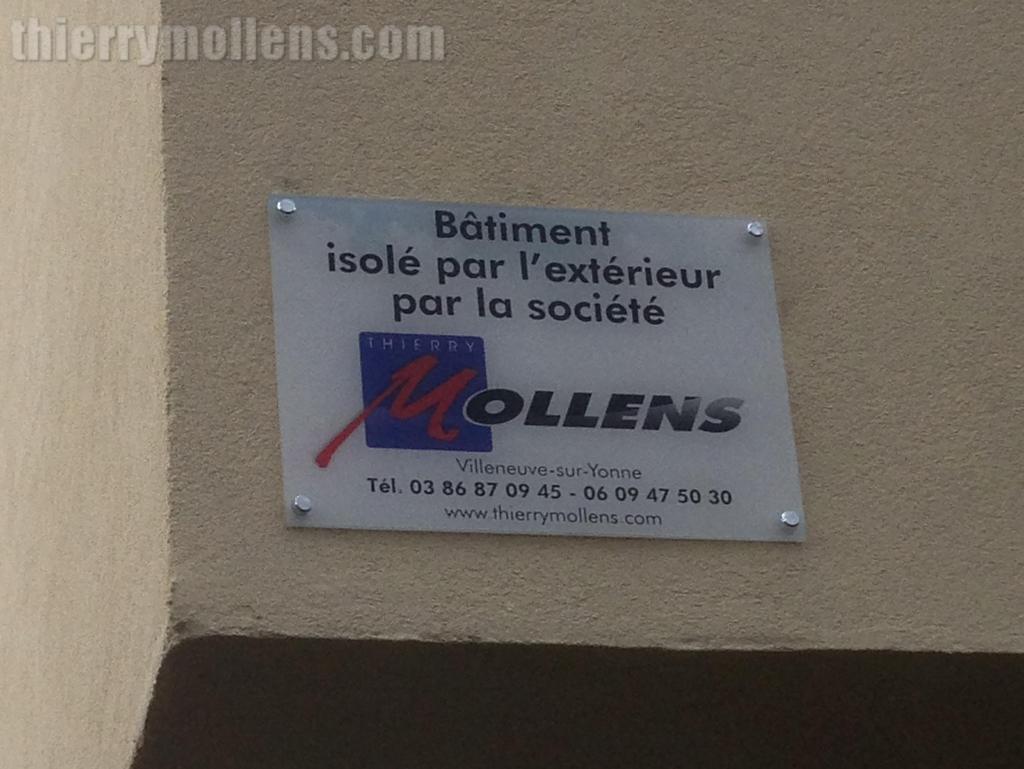 thierrymollens.com
Bâtiment
isolé par l'extérieur
par la société
THIERRY
MOLLENS
Villeneuve-sur-Yonne
Tél. 03 86 87 09 45 - 06 09 47 50 30
www.thierrymollens.com